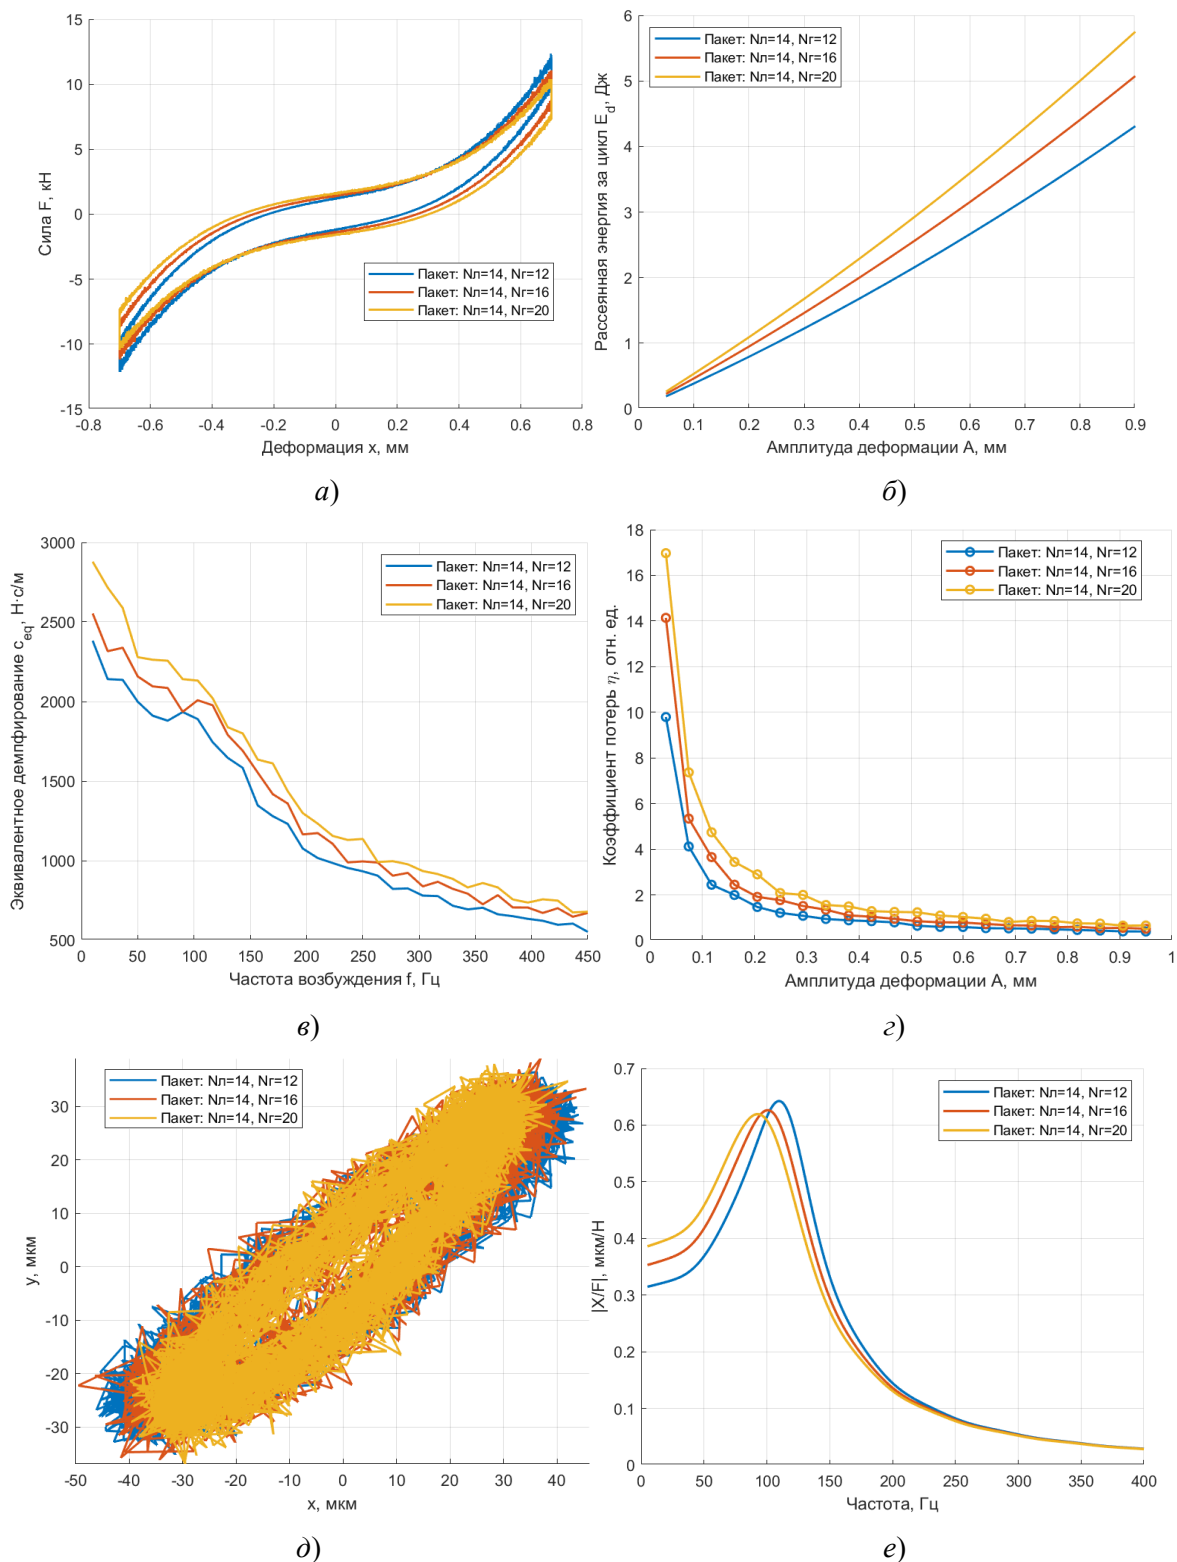 15
10
5
0
-5
-10
-15
-0.8
-0.6
-0.4
-0.2
0
0.2
0.4
0.6
0.8
Сила F, кН
Деформация x, мм
Пакет: Nл=14, Nг=12
Пакет: Nл=14, Nг=16
Пакет: Nл=14, Nг=20
а)
6
5
4
3
2
1
0
0
0.1
0.2
0.3
0.4
0.5
0.6
0.7
0.8
0.9
Рассеянная энергия за цикл E_d, Дж
Амплитуда деформации A, мм
Пакет: Nл=14, Nг=12
Пакет: Nл=14, Nг=16
Пакет: Nл=14, Nг=20
б)
3000
2500
2000
1500
1000
500
0
50
100
150
200
250
300
350
400
450
Эквивалентное демпфирование c_eq, Н·с/м
Частота возбуждения f, Гц
Пакет: Nл=14, Nг=12
Пакет: Nл=14, Nг=16
Пакет: Nл=14, Nг=20
в)
18
16
14
12
10
8
6
4
2
0
0
0.1
0.2
0.3
0.4
0.5
0.6
0.7
0.8
0.9
1
Коэффициент потерь η, отн. ед.
Амплитуда деформации A, мм
Пакет: Nл=14, Nг=12
Пакет: Nл=14, Nг=16
Пакет: Nл=14, Nг=20
г)
30
20
10
0
-10
-20
-30
-50
-40
-30
-20
-10
0
10
20
30
40
y, мкм
x, мкм
Пакет: Nл=14, Nг=12
Пакет: Nл=14, Nг=16
Пакет: Nл=14, Nг=20
д)
0.7
0.6
0.5
0.4
0.3
0.2
0.1
0
0
50
100
150
200
250
300
350
400
|X/F|, мкм/Н
Частота, Гц
Пакет: Nл=14, Nг=12
Пакет: Nл=14, Nг=16
Пакет: Nл=14, Nг=20
е)